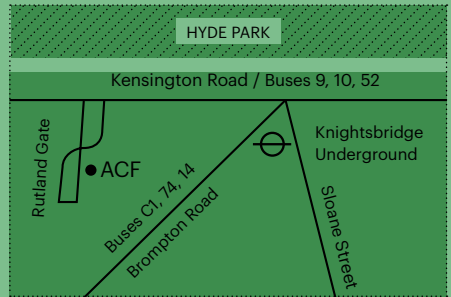 HYDE PARK
Kensington Road / Buses 9, 10, 52
Rutland Gate
ACF
Buses C1, 74, 14
Brompton Road
Knightsbridge
Underground
Sloane Street